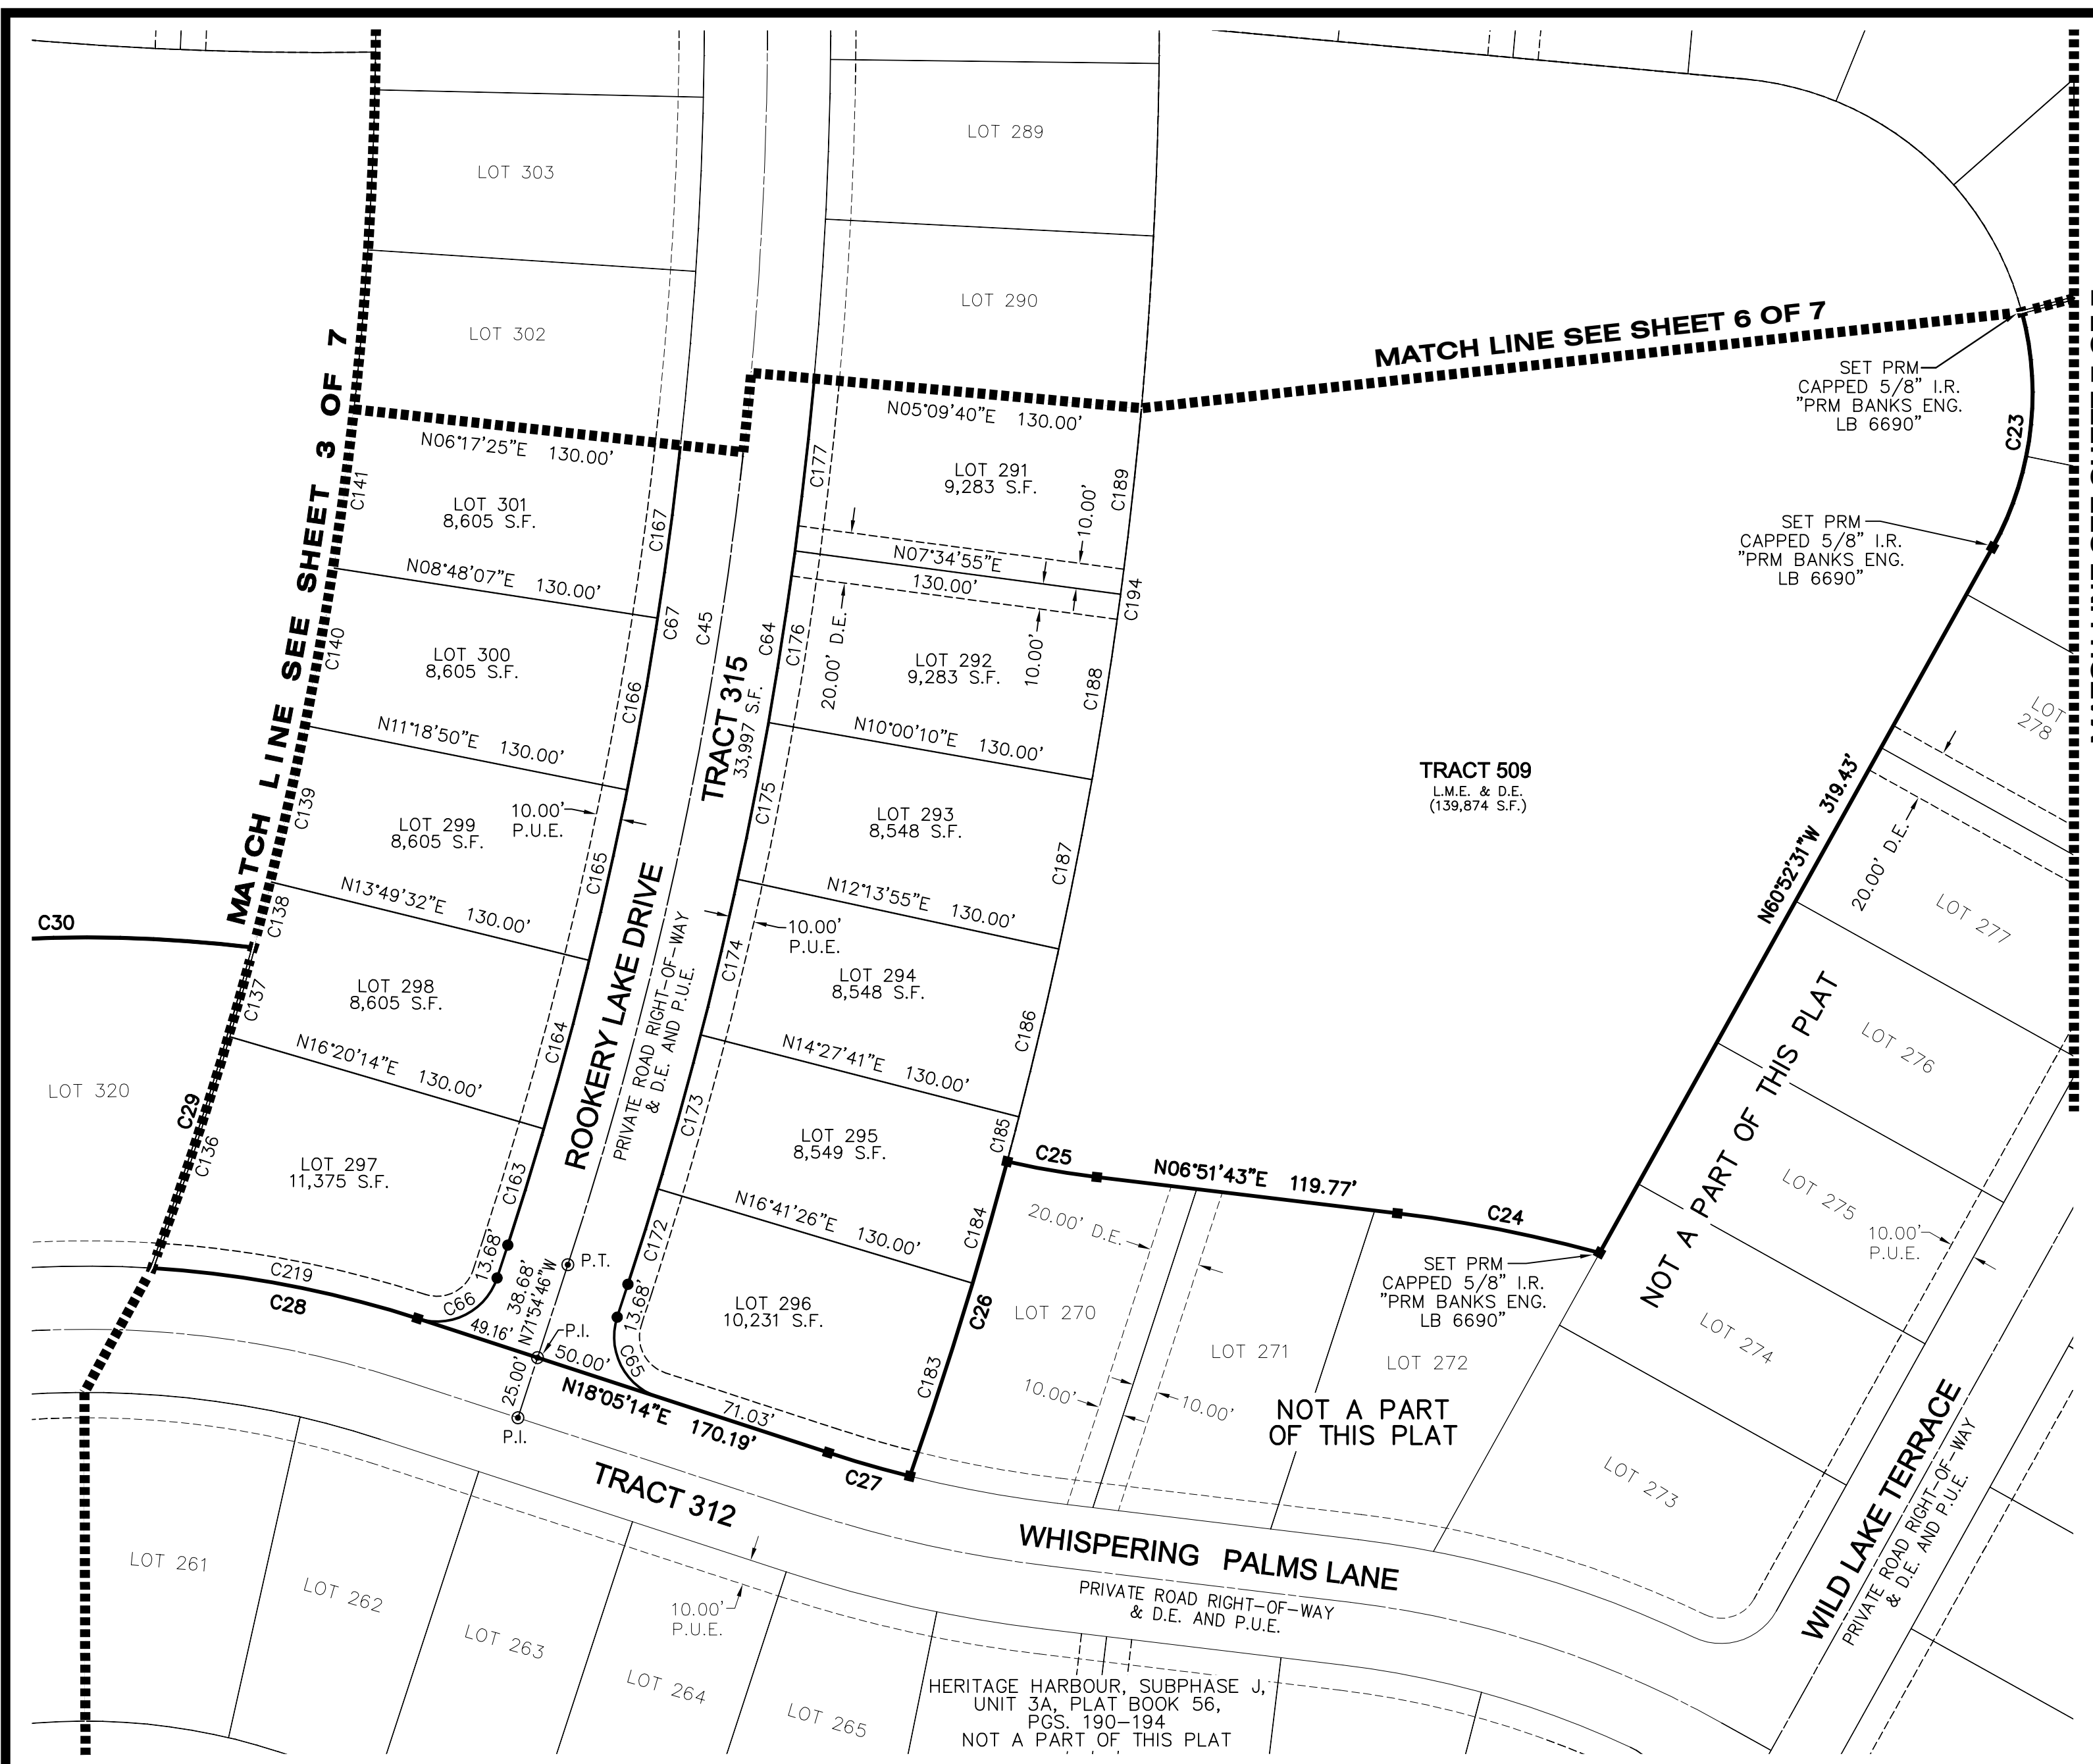 LOT 303
LOT 289
LOT 302
LOT 290
MATCH LINE SEE SHEET 6 OF 7
MATCH LINE SEE SHEET 3 OF 7
SET PRM
CAPPED 5/8" I.R.
"PRM BANKS ENG.
LB 6690"
C23
SET PRM
CAPPED 5/8" I.R.
"PRM BANKS ENG.
LB 6690"
N06°17'25"E 130.00'
C141
LOT 301
8,605 S.F.
C167
N05°09'40"E 130.00'
C177
LOT 291
9,283 S.F.
C189
10.00'
N08°48'07"E 130.00'
C67
C45
C64
N07°34'55"E
130.00'
C194
C140
LOT 300
8,605 S.F.
C166
C176
20.00' D.E.
LOT 292
9,283 S.F.
10.00'
C188
TRACT 315
33,997 S.F.
N11°18'50"E 130.00'
N10°00'10"E 130.00'
C139
LOT 299
8,605 S.F.
10.00'
P.U.E.
C165
C175
LOT 293
8,548 S.F.
C187
TRACT 509
L.M.E. & D.E.
(139,874 S.F.)
N60°52'31"W 319.43'
LOT
278
20.00' D.E.
LOT 277
C30
C138
N13°49'32"E 130.00'
N12°13'55"E 130.00'
10.00'
P.U.E.
C174
ROOKERY LAKE DRIVE
PRIVATE ROAD RIGHT-OF-WAY
& D.E. AND P.U.E.
C137
LOT 298
8,605 S.F.
C164
LOT 294
8,548 S.F.
C186
NOT A PART OF THIS PLAT
LOT 276
LOT 320
N16°20'14"E 130.00'
N14°27'41"E 130.00'
C29
C136
LOT 297
11,375 S.F.
C163
C173
LOT 295
8,549 S.F.
C185
C25
N06°51'43"E 119.77'
C24
LOT 275
10.00'
P.U.E.
N16°41'26"E 130.00'
C172
C184
20.00' D.E.
SET PRM
CAPPED 5/8" I.R.
"PRM BANKS ENG.
LB 6690"
C219
C28
C66
13.68'
38.68'
N71°54'46"W
P.T.
13.68'
C65
LOT 296
10,231 S.F.
C26
C183
LOT 270
LOT 271
LOT 272
LOT 274
49.16'
P.I.
50.00'
25.00'
P.I.
N18°05'14"E 170.19'
71.03'
C27
10.00'
10.00'
NOT A PART
OF THIS PLAT
LOT 273
WILD LAKE TERRACE
PRIVATE ROAD RIGHT-OF-WAY
& D.E. AND P.U.E.
TRACT 312
WHISPERING PALMS LANE
PRIVATE ROAD RIGHT-OF-WAY
& D.E. AND P.U.E.
LOT 261
LOT 262
LOT 263
LOT 264
LOT 265
10.00'
P.U.E.
HERITAGE HARBOUR, SUBPHASE J,
UNIT 3A, PLAT BOOK 56,
PGS. 190-194
NOT A PART OF THIS PLAT